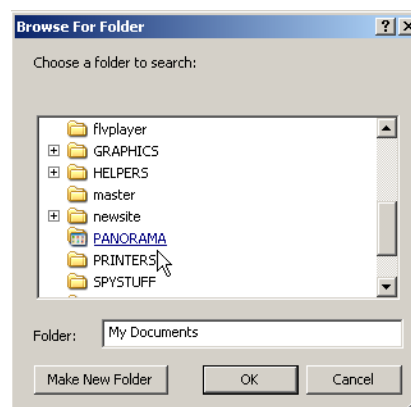 Browse For Folder
Choose a folder to search:
flvplayer
GRAPHICS
HELPERS
master
newsite
PANORAMA
PRINTERS
SPYSTUFF
Folder: My Documents
Make New Folder OK Cancel